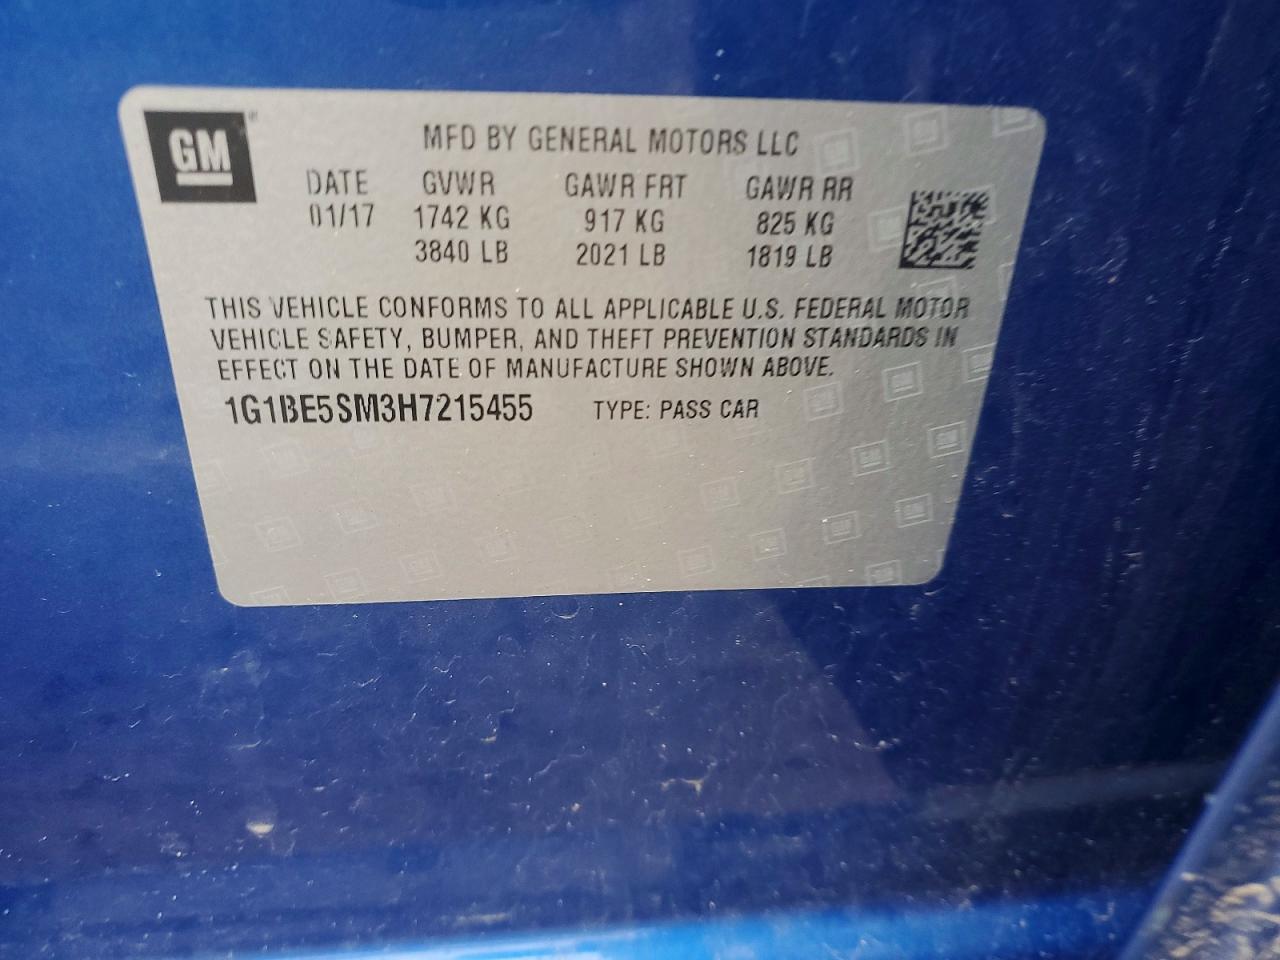 GM
MFD BY GENERAL MOTORS LLC
DATE GVWR GAWR FRT GAWR RR
01/17 1742 KG 917 KG 825 KG
3840 LB 2021 LB 1819 LB
THIS VEHICLE CONFORMS TO ALL APPLICABLE U.S. FEDERAL MOTOR
VEHICLE SAFETY, BUMPER, AND THEFT PREVENTION STANDARDS IN
EFFECT ON THE DATE OF MANUFACTURE SHOWN ABOVE.
1G1BE5SM3H7215455 TYPE: PASS CAR